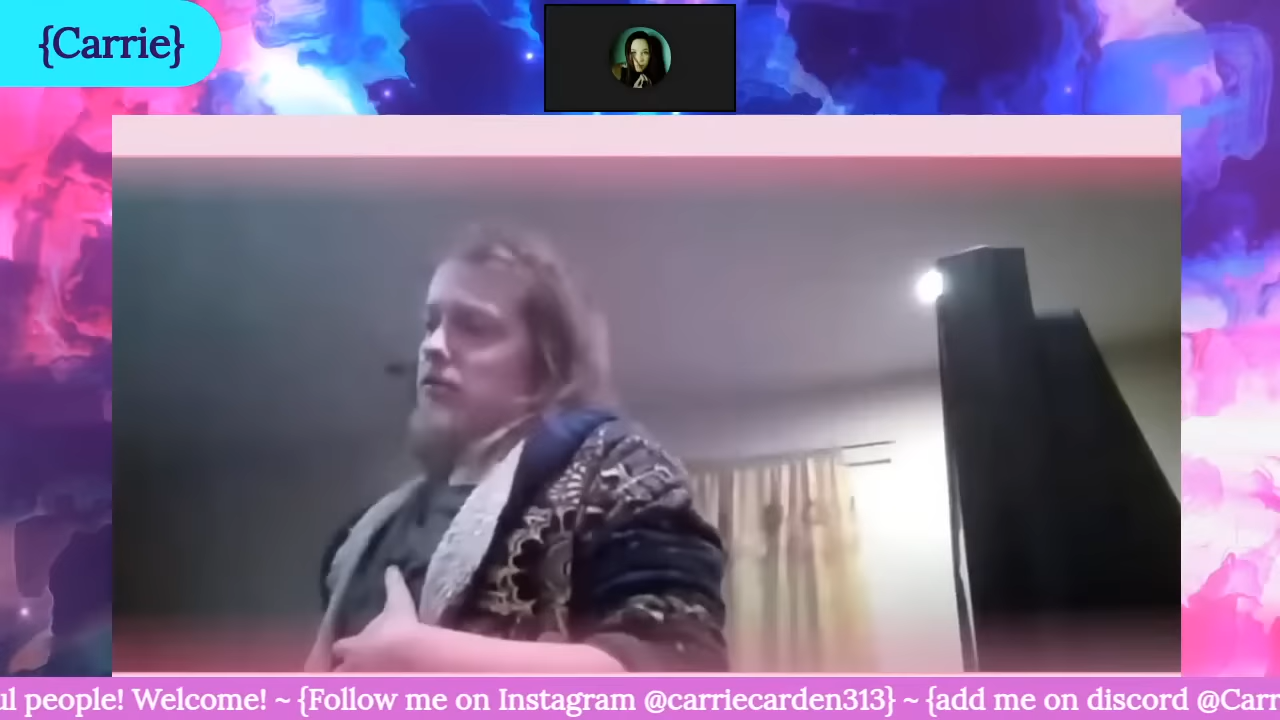 {Carrie}
ul people! Welcome! ~ {Follow me on Instagram @carriecarden313} ~ {add me on discord @Carr